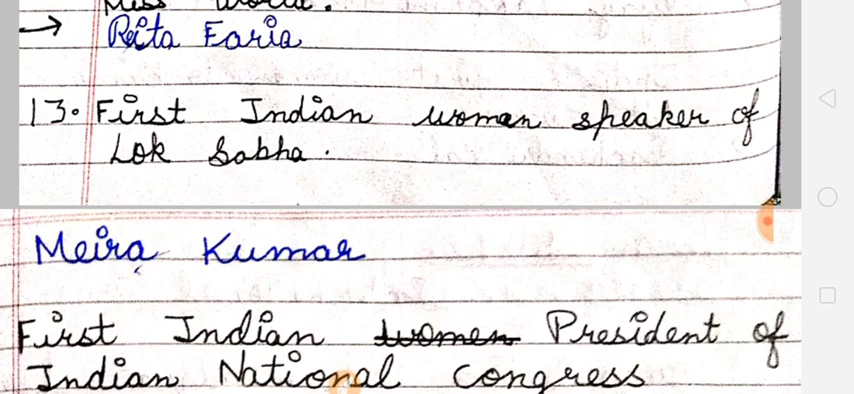 → Reita Faria
13. First Indian woman speaker of
Lok Sabha.
Meira Kumar
First Indian women President of
Indian National Congress